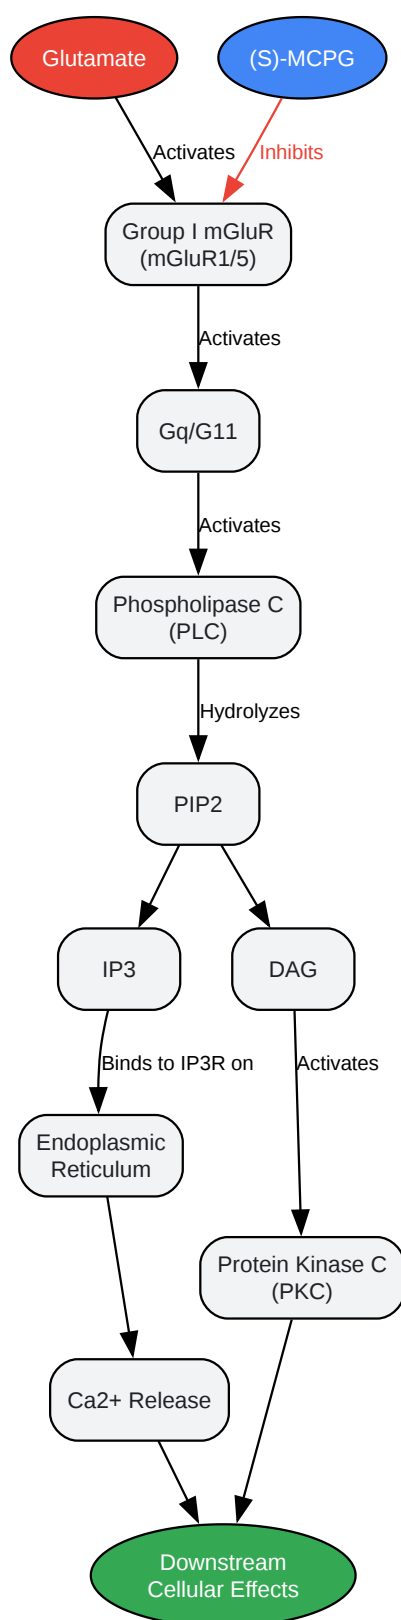 Glutamate
(S)-MCPG
Activates
Inhibits
Group I mGluR
(mGluR1/5)
Activates
Gq/G11
Activates
Phospholipase C
(PLC)
Hydrolyzes
PIP2
IP3
DAG
Binds to IP3R on
Activates
Endoplasmic
Reticulum
Protein Kinase C
(PKC)
Ca2+ Release
Downstream
Cellular Effects